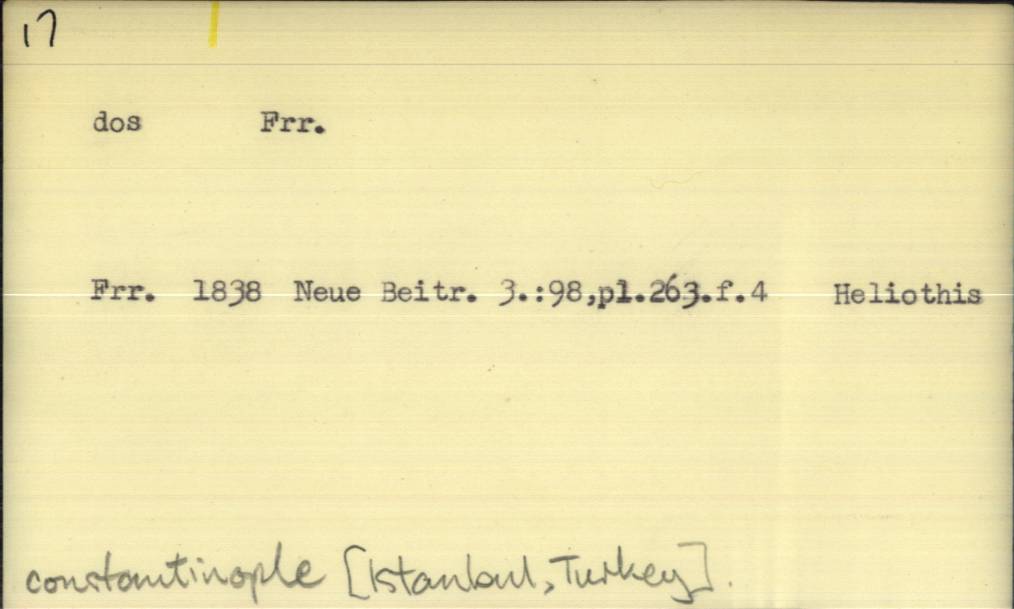 17
dos Frr.
Frr. 1838 Neue Beitr. 3.:98,pl.263.f.4 Heliothis
constantinople [Istanbul, Turkey].